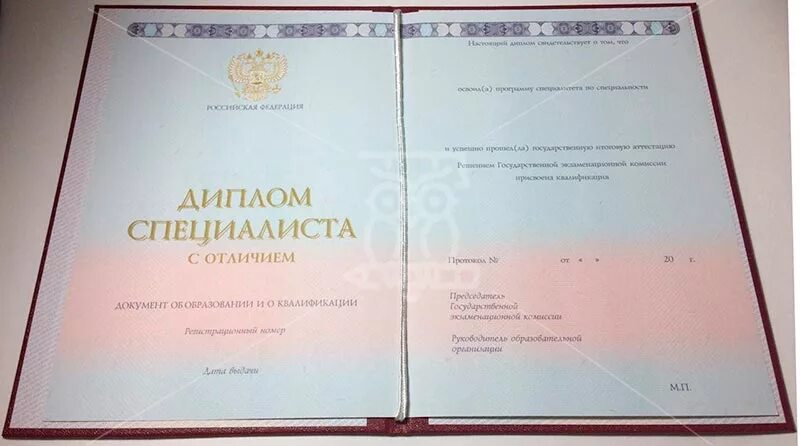 РОССИЙСКАЯ ФЕДЕРАЦИЯ
ДИПЛОМ
СПЕЦИАЛИСТА
С ОТЛИЧИЕМ
ДОКУМЕНТ ОБ ОБРАЗОВАНИИ И О КВАЛИФИКАЦИИ
Регистрационный номер
Дата выдачи
Настоящий диплом свидетельствует о том, что
освоил(а) программу специалитета по специальности
и успешно прошел(ла) государственную итоговую аттестацию
Решением Государственной экзаменационной комиссии
присвоена квалификация
Протокол № от « » 20 г.
Председатель
Государственной
экзаменационной комиссии
Руководитель образовательной
организации
М.П.